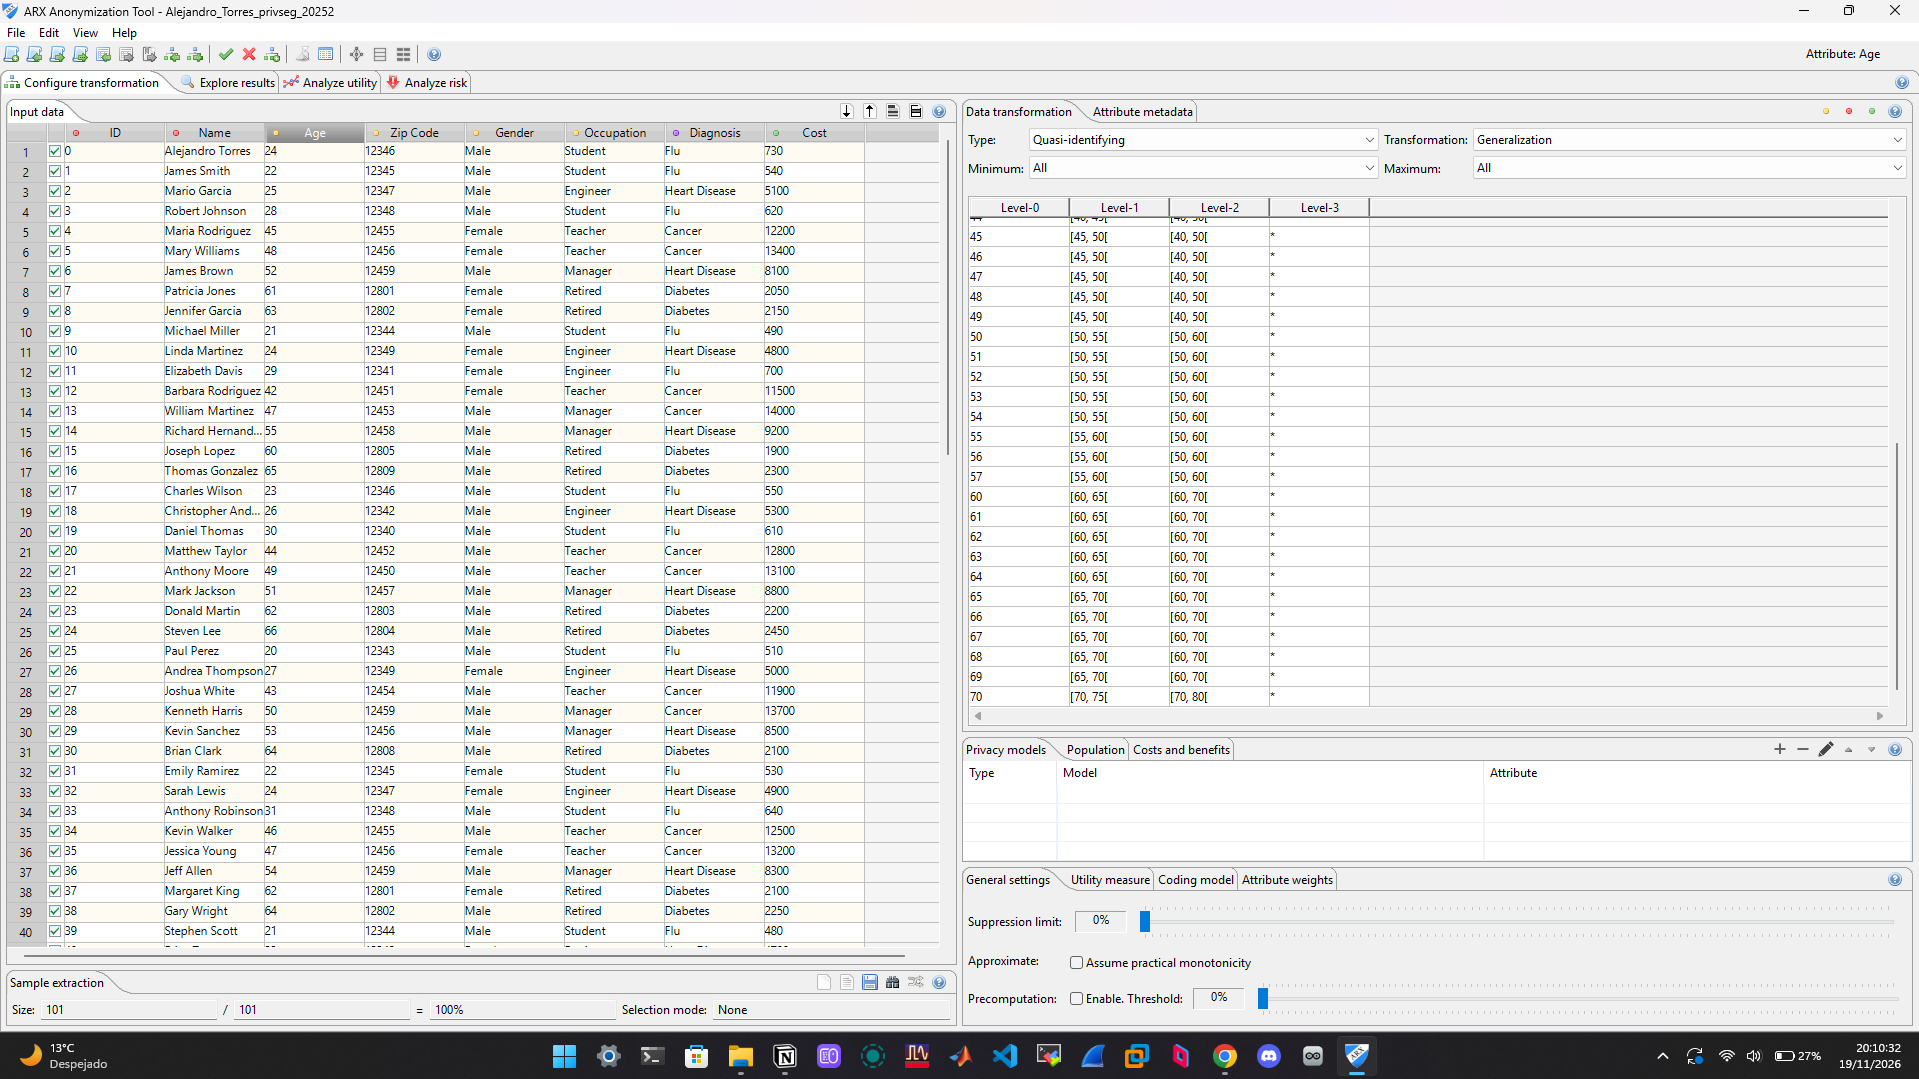 ARX Anonymization Tool - Alejandro_Torres_privseg_20252
File Edit View Help
Attribute: Age
Configure transformation Explore results Analyze utility Analyze risk
Input data
ID Name Age Zip Code Gender Occupation Diagnosis Cost
1 0 Alejandro Torres 24 12346 Male Student Flu 730
2 1 James Smith 22 12345 Male Student Flu 540
3 2 Mario Garcia 25 12347 Male Engineer Heart Disease 5100
4 3 Robert Johnson 28 12348 Male Student Flu 620
5 4 Maria Rodriguez 45 12455 Female Teacher Cancer 12200
6 5 Mary Williams 48 12456 Female Teacher Cancer 13400
7 6 James Brown 52 12459 Male Manager Heart Disease 8100
8 7 Patricia Jones 61 12801 Female Retired Diabetes 2050
9 8 Jennifer Garcia 63 12802 Female Retired Diabetes 2150
10 9 Michael Miller 21 12344 Male Student Flu 490
11 10 Linda Martinez 24 12349 Female Engineer Heart Disease 4800
12 11 Elizabeth Davis 29 12341 Female Engineer Flu 700
13 12 Barbara Rodriguez 42 12451 Female Teacher Cancer 11500
14 13 William Martinez 47 12453 Male Manager Cancer 14000
15 14 Richard Hernand... 55 12458 Male Manager Heart Disease 9200
16 15 Joseph Lopez 60 12805 Male Retired Diabetes 1900
17 16 Thomas Gonzalez 65 12809 Male Retired Diabetes 2300
18 17 Charles Wilson 23 12346 Male Student Flu 550
19 18 Christopher And... 26 12342 Male Engineer Heart Disease 5300
20 19 Daniel Thomas 30 12340 Male Student Flu 610
21 20 Matthew Taylor 44 12452 Male Teacher Cancer 12800
22 21 Anthony Moore 49 12450 Male Teacher Cancer 13100
23 22 Mark Jackson 51 12457 Male Manager Heart Disease 8800
24 23 Donald Martin 62 12803 Male Retired Diabetes 2200
25 24 Steven Lee 66 12804 Male Retired Diabetes 2450
26 25 Paul Perez 20 12343 Male Student Flu 510
27 26 Andrea Thompson 27 12349 Female Engineer Heart Disease 5000
28 27 Joshua White 43 12454 Male Teacher Cancer 11900
29 28 Kenneth Harris 50 12459 Male Manager Cancer 13700
30 29 Kevin Sanchez 53 12456 Male Manager Heart Disease 8500
31 30 Brian Clark 64 12808 Male Retired Diabetes 2100
32 31 Emily Ramirez 22 12345 Female Student Flu 530
33 32 Sarah Lewis 24 12347 Female Engineer Heart Disease 4900
34 33 Anthony Robinson 31 12348 Male Student Flu 640
35 34 Kevin Walker 46 12455 Male Teacher Cancer 12500
36 35 Jessica Young 47 12456 Female Teacher Cancer 13200
37 36 Jeff Allen 54 12459 Male Manager Heart Disease 8300
38 37 Margaret King 62 12801 Female Retired Diabetes 2100
39 38 Gary Wright 64 12802 Male Retired Diabetes 2250
40 39 Stephen Scott 21 12344 Male Student Flu 480
Sample extraction
Size: 101 / 101 = 100% Selection mode: None
Data transformation Attribute metadata
Type: Quasi-identifying Transformation: Generalization
Minimum: All Maximum: All
Level-0 Level-1 Level-2 Level-3
45 [45, 50[ [40, 50[ *
46 [45, 50[ [40, 50[ *
47 [45, 50[ [40, 50[ *
48 [45, 50[ [40, 50[ *
49 [45, 50[ [40, 50[ *
50 [50, 55[ [50, 60[ *
51 [50, 55[ [50, 60[ *
52 [50, 55[ [50, 60[ *
53 [50, 55[ [50, 60[ *
54 [50, 55[ [50, 60[ *
55 [55, 60[ [50, 60[ *
56 [55, 60[ [50, 60[ *
57 [55, 60[ [50, 60[ *
60 [60, 65[ [60, 70[ *
61 [60, 65[ [60, 70[ *
62 [60, 65[ [60, 70[ *
63 [60, 65[ [60, 70[ *
64 [60, 65[ [60, 70[ *
65 [65, 70[ [60, 70[ *
66 [65, 70[ [60, 70[ *
67 [65, 70[ [60, 70[ *
68 [65, 70[ [60, 70[ *
69 [65, 70[ [60, 70[ *
70 [70, 75[ [70, 80[ *
Privacy models Population Costs and benefits
Type Model Attribute
General settings Utility measure Coding model Attribute weights
Suppression limit: 0%
Approximate: Assume practical monotonicity
Precomputation: Enable. Threshold: 0%
13°C
Despejado
ARX
27%
20:10:32
19/11/2026